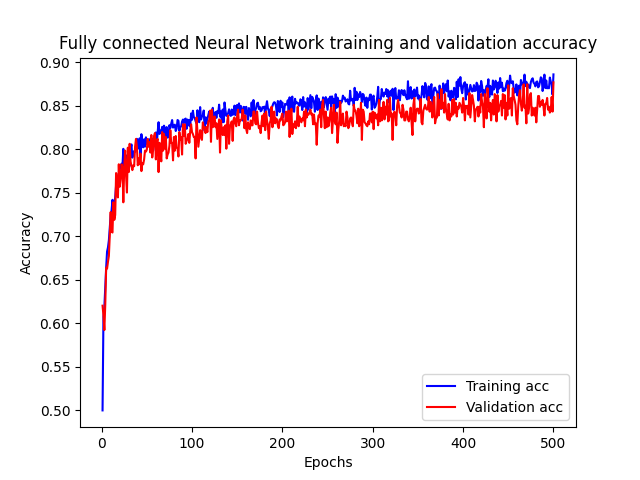 Fully connected Neural Network training and validation accuracy
0.90
0.85
0.80
0.75
0.70
0.65
0.60
0.55
0.50
Accuracy
Training acc
Validation acc
0 100 200 300 400 500
Epochs